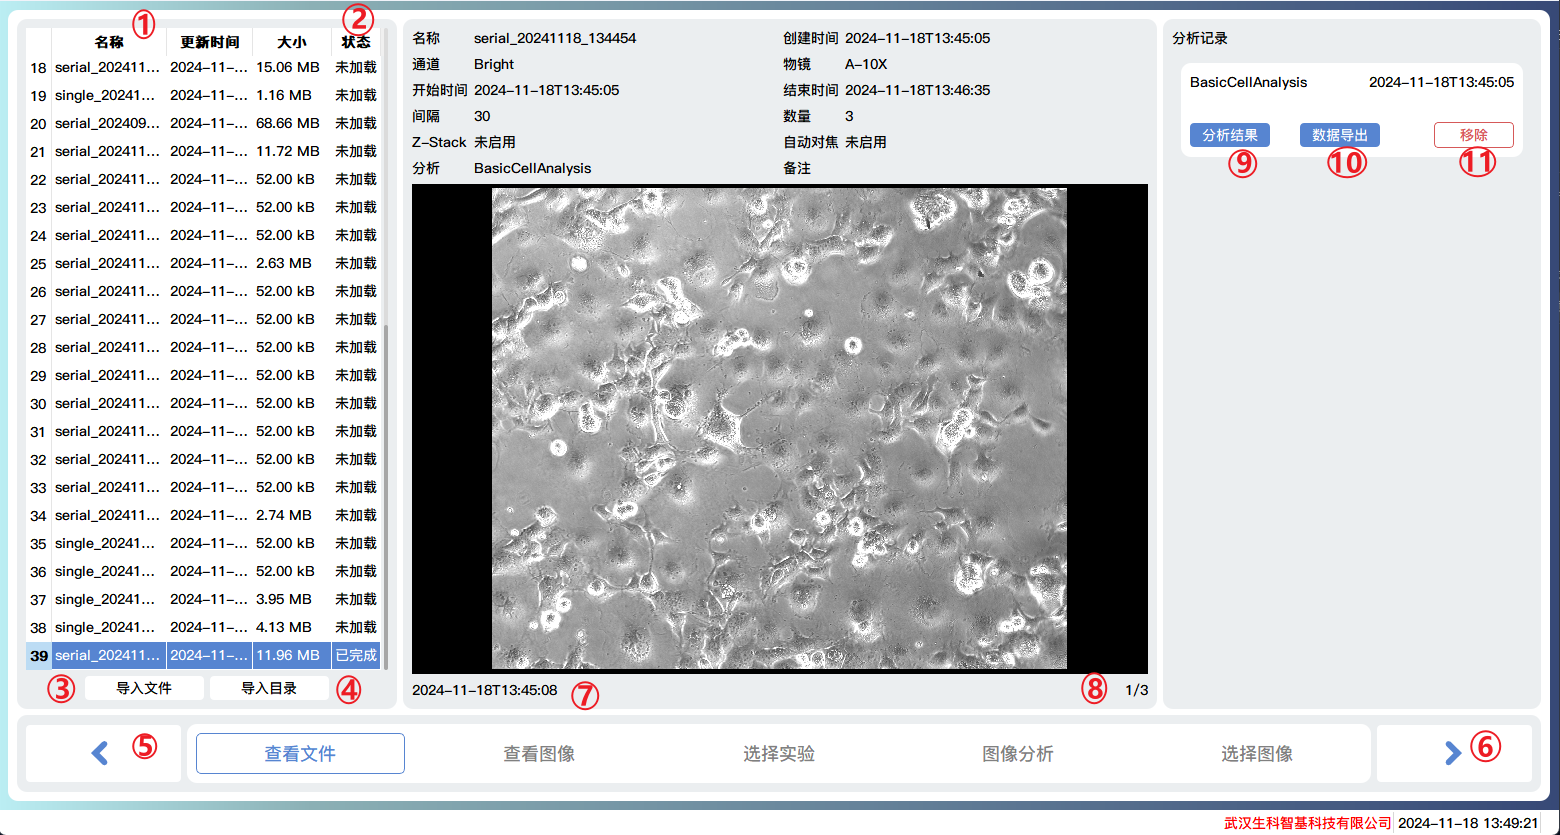 ① ②
名称 更新时间 大小 状态
18 serial_202411... 2024-11-... 15.06 MB 未加载
19 single_20241... 2024-11-... 1.16 MB 未加载
20 serial_202409... 2024-11-... 68.66 MB 未加载
21 serial_202411... 2024-11-... 11.72 MB 未加载
22 serial_202411... 2024-11-... 52.00 kB 未加载
23 serial_202411... 2024-11-... 52.00 kB 未加载
24 serial_202411... 2024-11-... 52.00 kB 未加载
25 serial_202411... 2024-11-... 2.63 MB 未加载
26 serial_202411... 2024-11-... 52.00 kB 未加载
27 serial_202411... 2024-11-... 52.00 kB 未加载
28 serial_202411... 2024-11-... 52.00 kB 未加载
29 serial_202411... 2024-11-... 52.00 kB 未加载
30 serial_202411... 2024-11-... 52.00 kB 未加载
31 serial_202411... 2024-11-... 52.00 kB 未加载
32 serial_202411... 2024-11-... 52.00 kB 未加载
33 serial_202411... 2024-11-... 52.00 kB 未加载
34 serial_202411... 2024-11-... 2.74 MB 未加载
35 single_20241... 2024-11-... 52.00 kB 未加载
36 single_20241... 2024-11-... 52.00 kB 未加载
37 single_20241... 2024-11-... 3.95 MB 未加载
38 single_20241... 2024-11-... 4.13 MB 未加载
39 serial_202411... 2024-11-... 11.96 MB 已完成
③ 导入文件 导入目录 ④
名称 serial_20241118_134454 创建时间 2024-11-18T13:45:05
通道 Bright 物镜 A-10X
开始时间 2024-11-18T13:45:05 结束时间 2024-11-18T13:46:35
间隔 30 数量 3
Z-Stack 未启用 自动对焦 未启用
分析 BasicCellAnalysis 备注
2024-11-18T13:45:08 ⑦ ⑧ 1/3
分析记录
BasicCellAnalysis 2024-11-18T13:45:05
分析结果 数据导出 移除
⑨ ⑩ ⑪
⑤ 查看文件 查看图像 选择实验 图像分析 选择图像 ⑥
武汉生科智基科技有限公司 2024-11-18 13:49:21